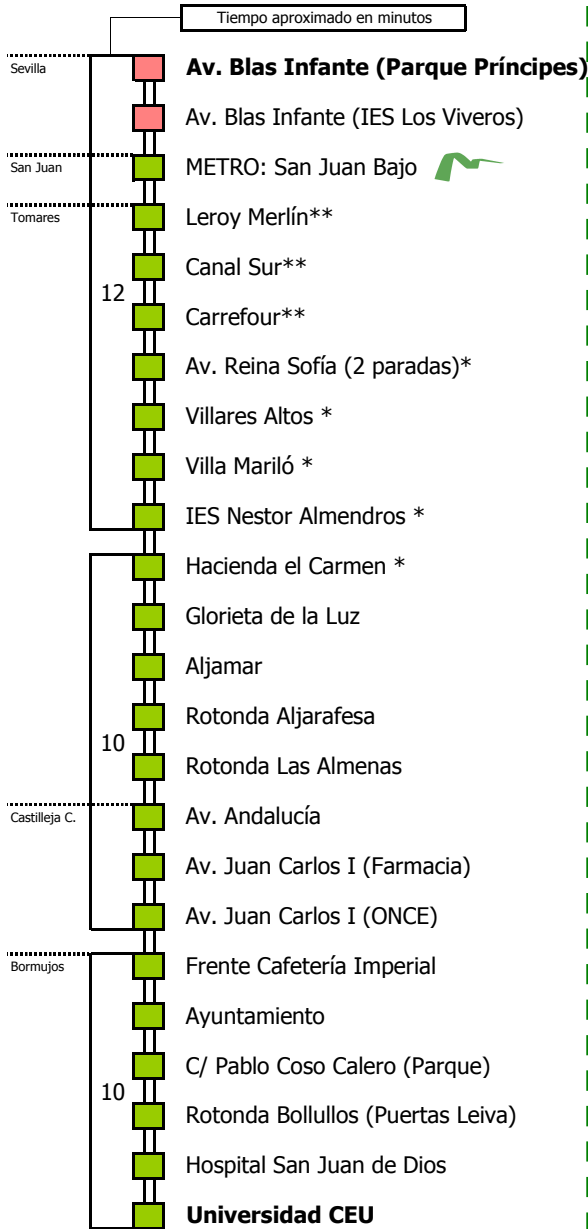 Tiempo aproximado en minutos
Sevilla
Av. Blas Infante (Parque Príncipes)
Av. Blas Infante (IES Los Viveros)
San Juan
METRO: San Juan Bajo
Tomares
Leroy Merlín**
Canal Sur**
12
Carrefour**
Av. Reina Sofía (2 paradas)*
Villares Altos *
Villa Mariló *
IES Nestor Almendros *
Hacienda el Carmen *
Glorieta de la Luz
Aljamar
Rotonda Aljarafesa
10
Rotonda Las Almenas
Castilleja C.
Av. Andalucía
Av. Juan Carlos I (Farmacia)
Av. Juan Carlos I (ONCE)
Bormujos
Frente Cafetería Imperial
Ayuntamiento
C/ Pablo Coso Calero (Parque)
10
Rotonda Bollullos (Puertas Leiva)
Hospital San Juan de Dios
Universidad CEU